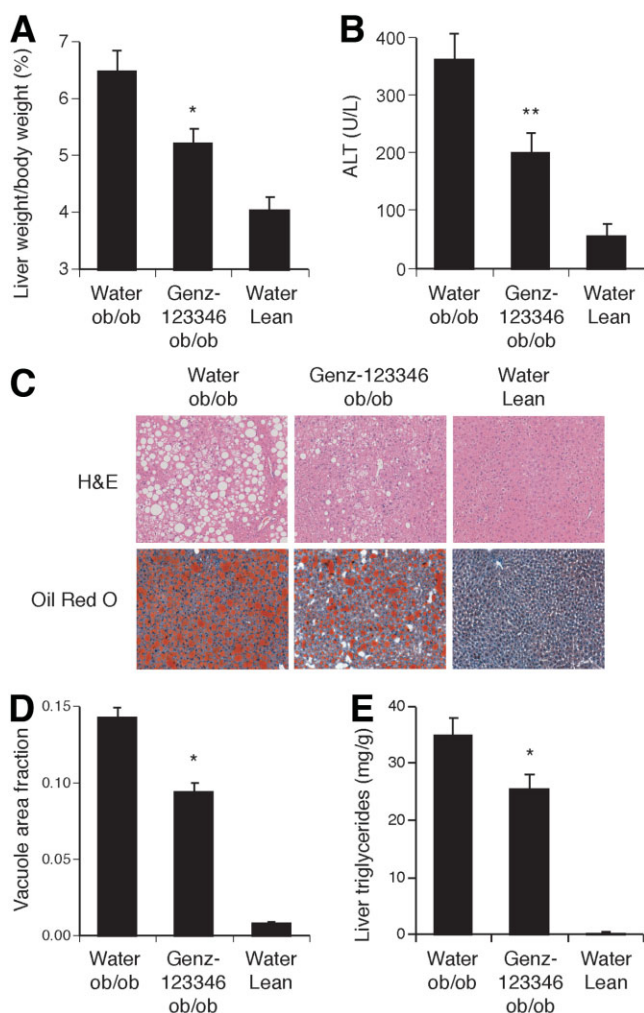 A
Liver weight/body weight (%)
7
6
5
4
3
*
Water
ob/ob
Genz-
123346
ob/ob
Water
Lean
B
ALT (U/L)
400
300
200
100
0
**
Water
ob/ob
Genz-
123346
ob/ob
Water
Lean
C
Water
ob/ob
Genz-123346
ob/ob
Water
Lean
H&E
Oil Red O
D
Vacuole area fraction
0.15
0.10
0.05
0.00
*
Water
ob/ob
Genz-
123346
ob/ob
Water
Lean
E
Liver triglycerides (mg/g)
40
30
20
10
0
*
Water
ob/ob
Genz-
123346
ob/ob
Water
Lean